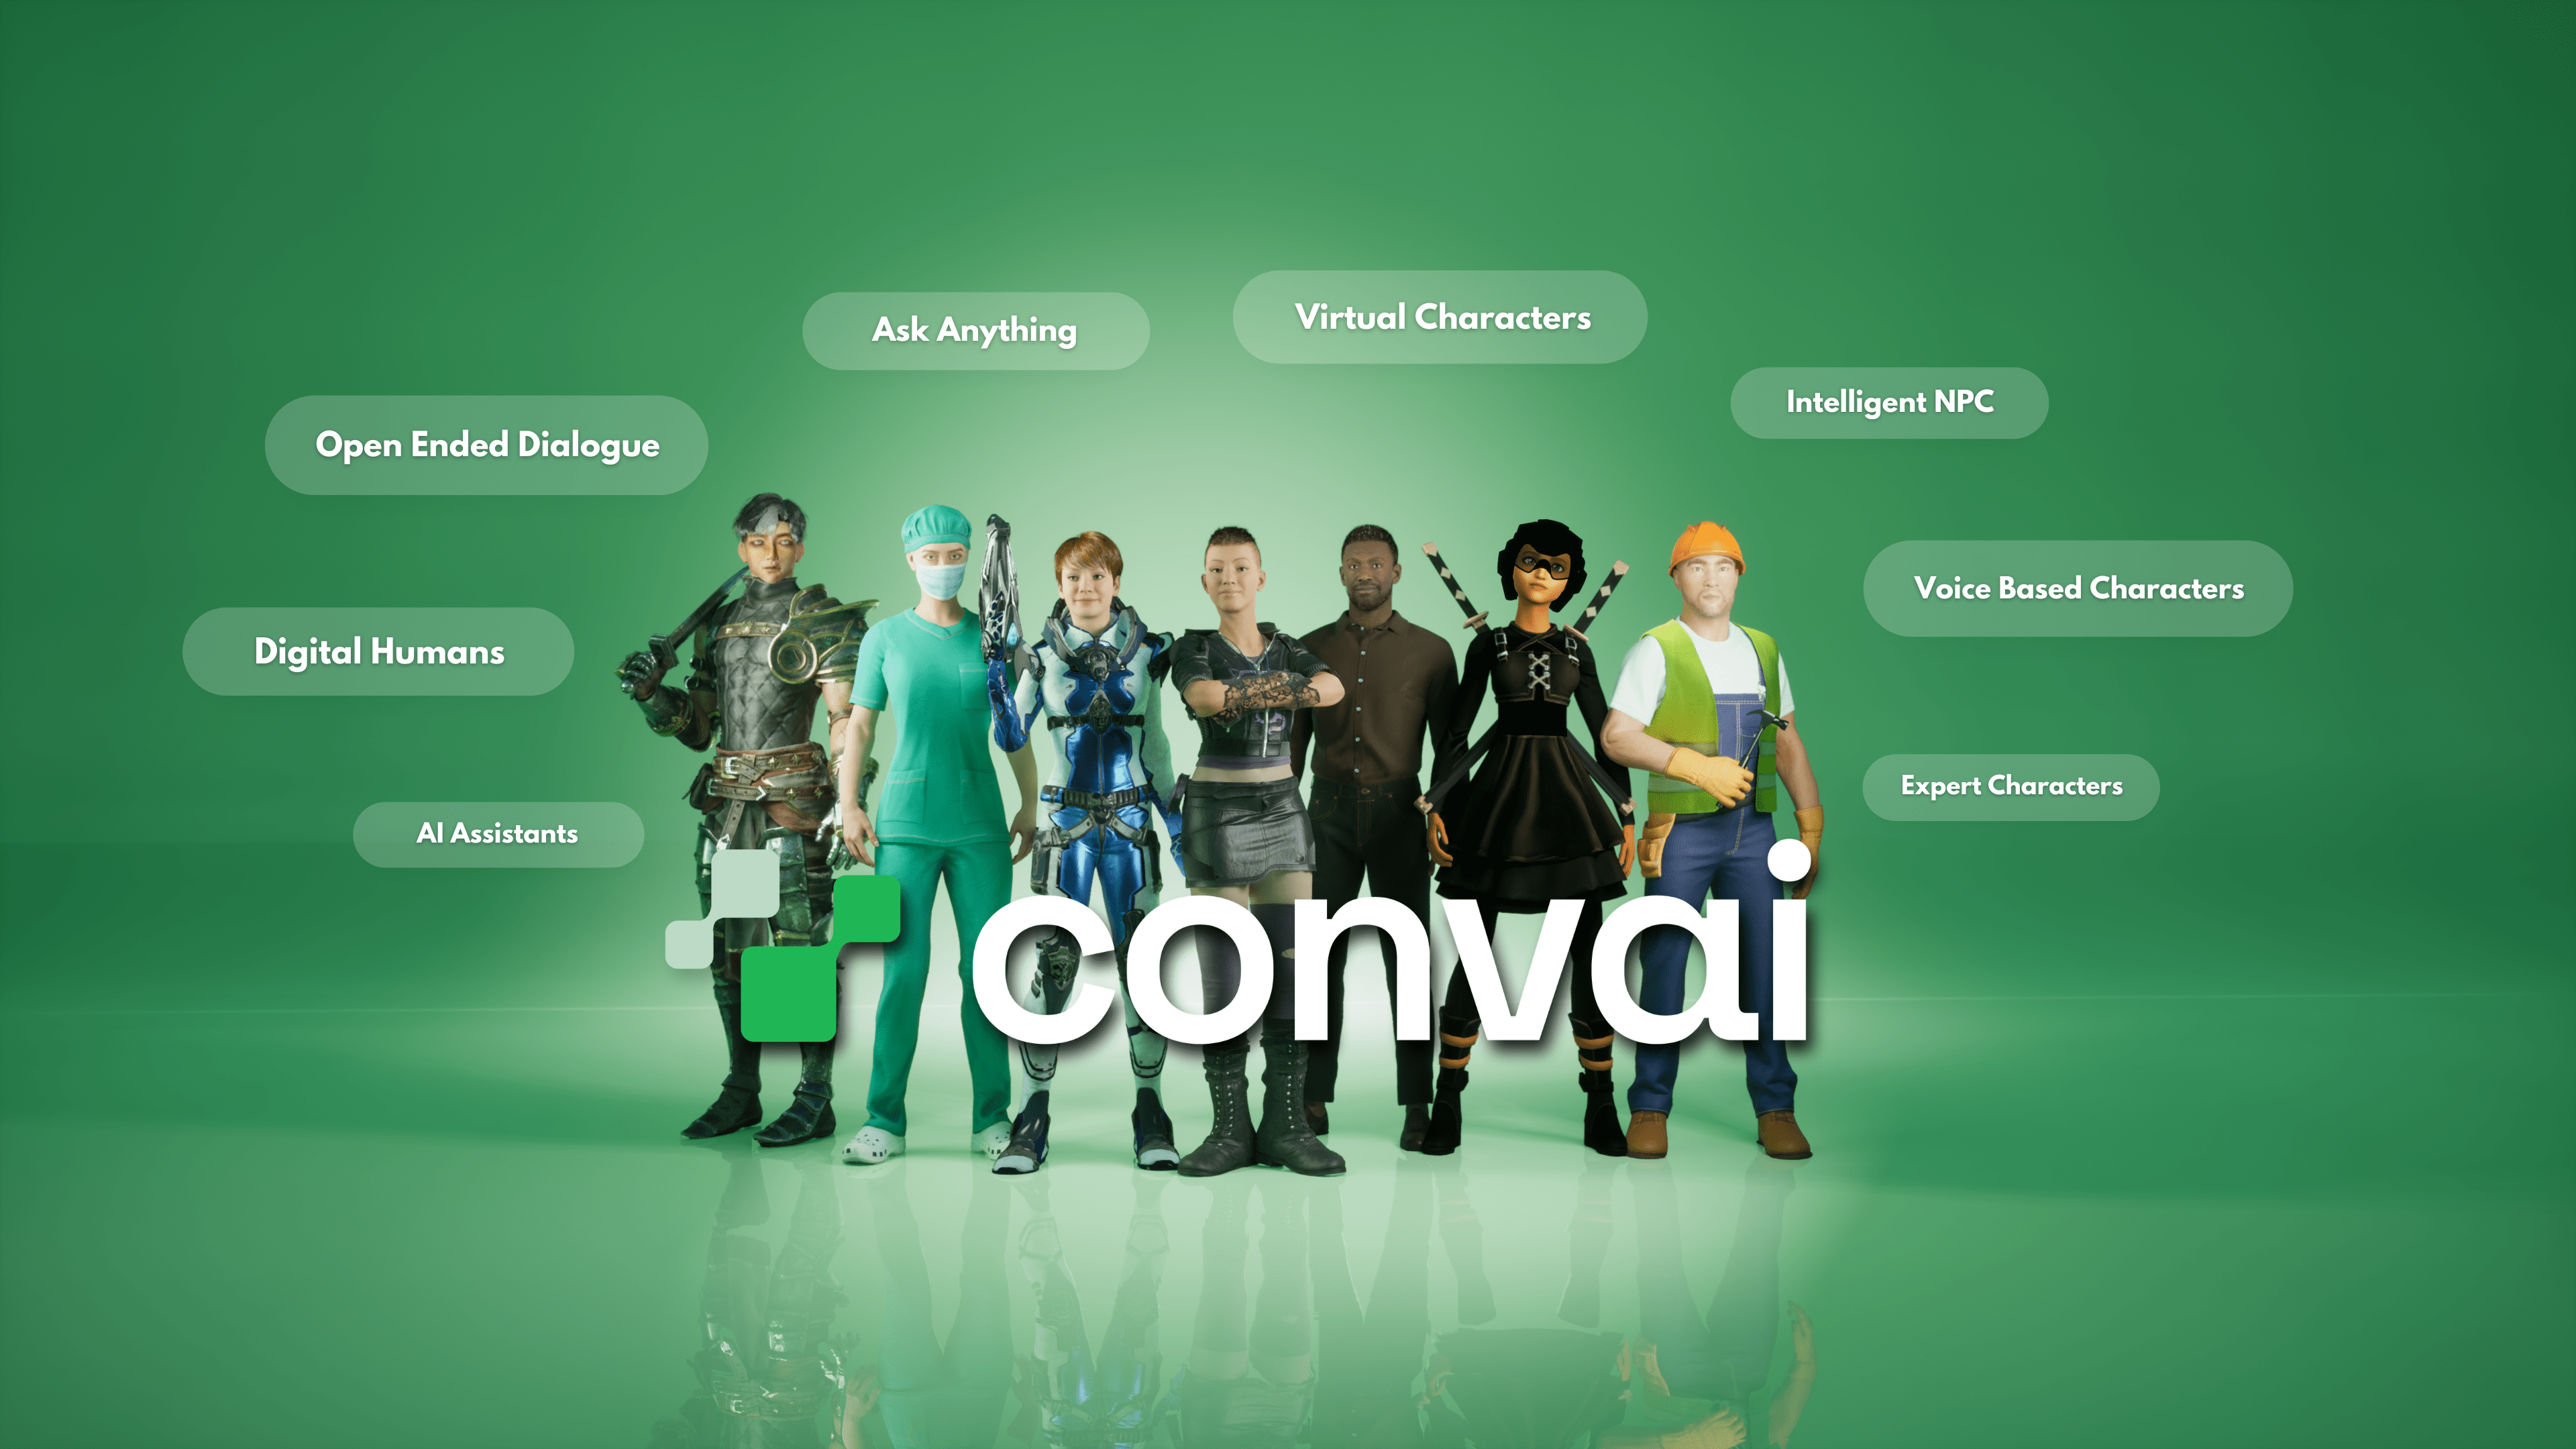 Ask Anything
Virtual Characters
Intelligent NPC
Open Ended Dialogue
Voice Based Characters
Digital Humans
Expert Characters
AI Assistants
convai